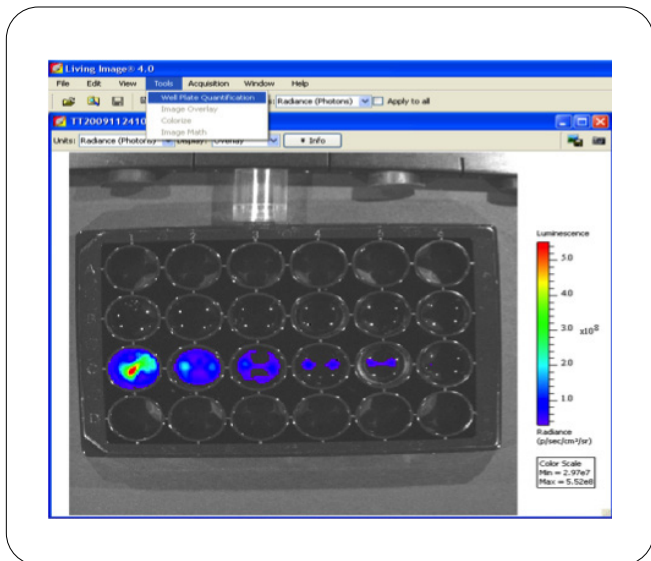 Living Image® 4.0
File Edit View Tools Acquisition Window Help
Well Plate Quantification
Image Overlay
Colorize
Image Math
Radiance (Photons) Apply to all
TT2009112410
Units: Radiance (Photons) Display: Overlay Info
1 2 3 4 5 6
A
B
C
D
Luminescence
5.0
4.0
3.0
x10⁸
2.0
1.0
Radiance
(p/sec/cm²/sr)
Color Scale
Min = 2.97e7
Max = 5.52e8